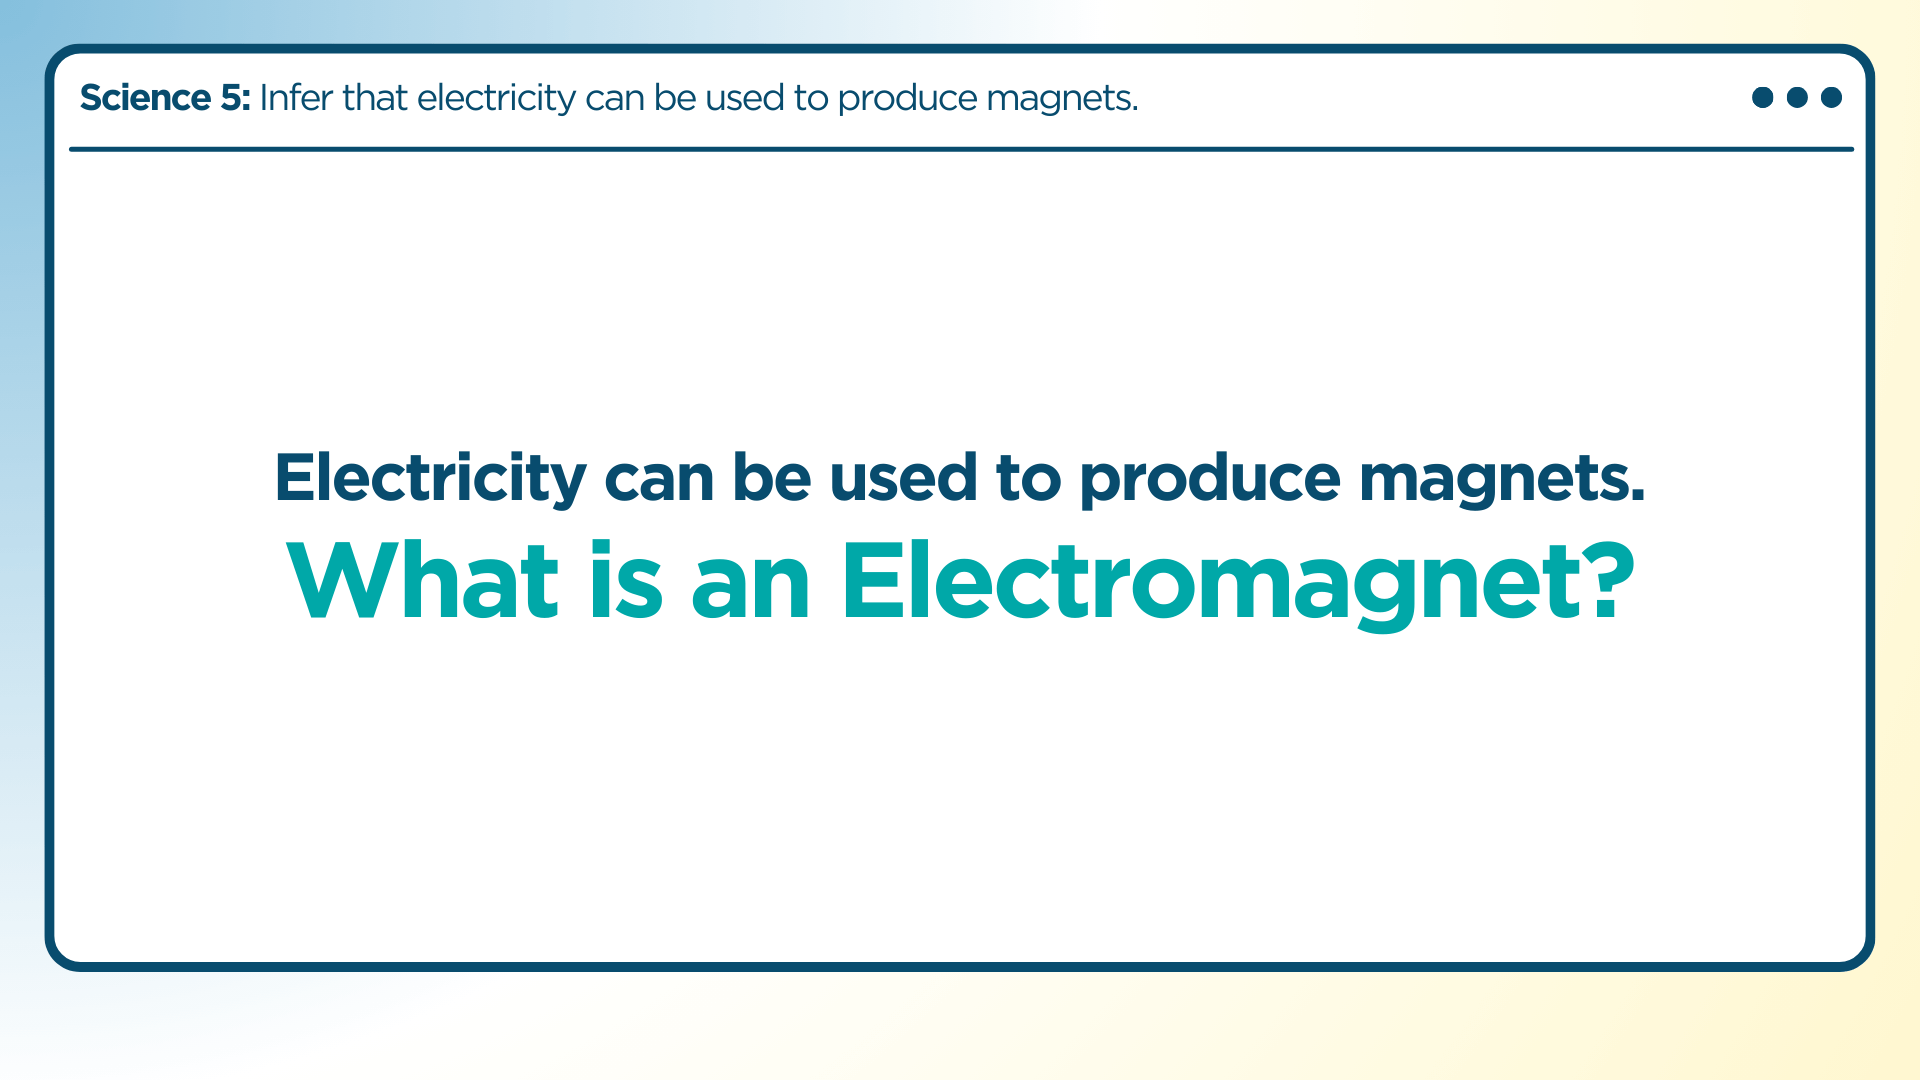 Science 5: Infer that electricity can be used to produce magnets.
Electricity can be used to produce magnets.
What is an Electromagnet?